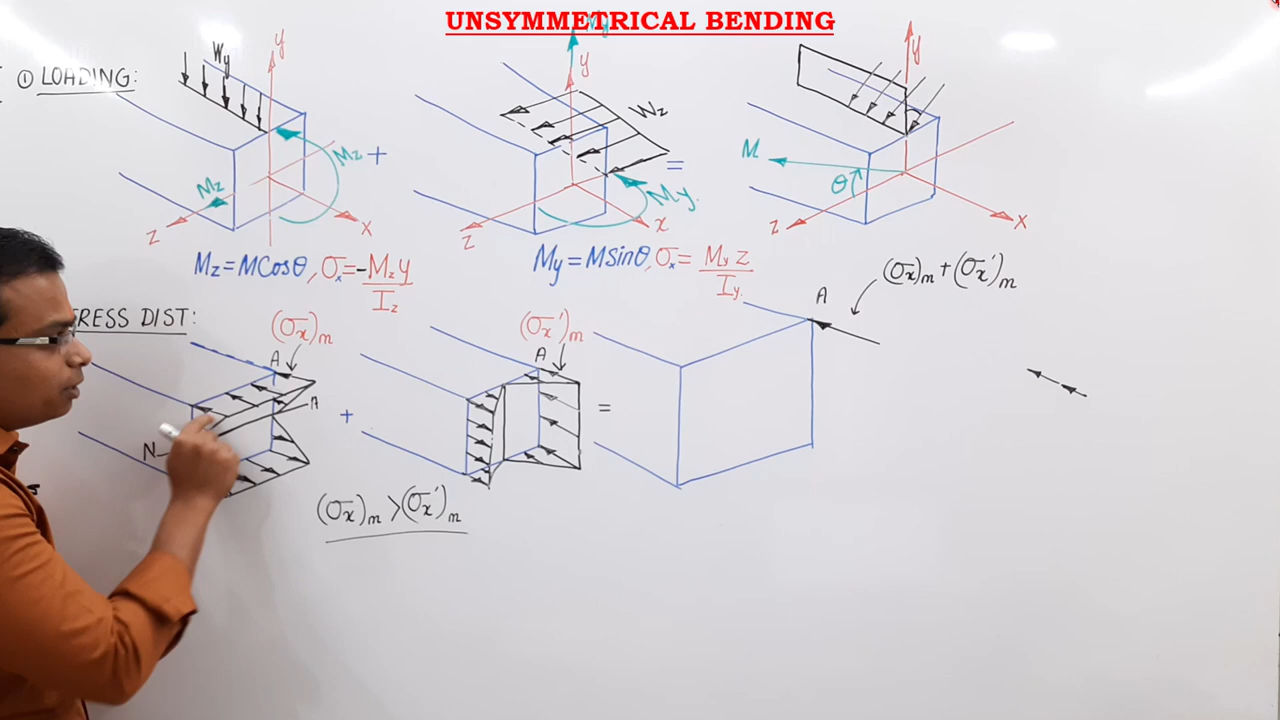 UNSYMMETRICAL BENDING
① LOADING:
Wy
y
Mz
Mz
z
x
+
My
y
Wz
My
z
x
=
y
M
θ
z
x
Mz = MCosθ, σx = -Mz y / Iz
My = MSinθ, σx = My z / Iy.
RESS DIST:
(σx)m
A
A
N
+
(σx')m
A
=
A
(σx)m + (σx')m
(σx)m > (σx')m